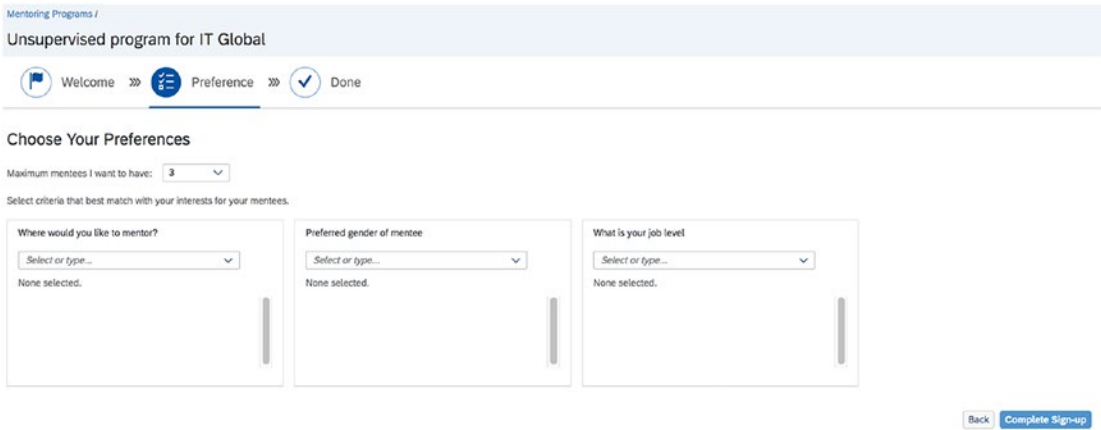 Mentoring Programs /
Unsupervised program for IT Global
Welcome Preference Done
Choose Your Preferences
Maximum mentees I want to have: 3
Select criteria that best match with your interests for your mentees.
Where would you like to mentor? Preferred gender of mentee What is your job level
Select or type... Select or type... Select or type...
None selected. None selected. None selected.
Back Complete Sign-up